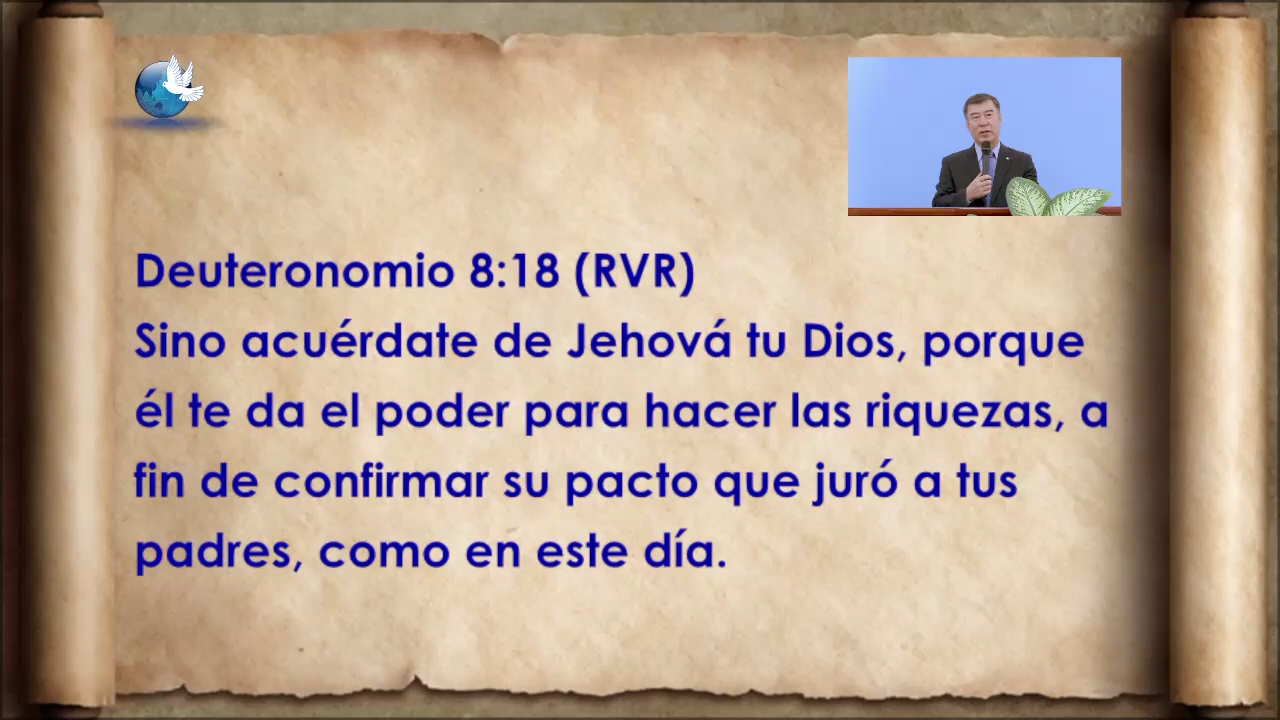 Deuteronomio 8:18 (RVR)
Sino acuérdate de Jehová tu Dios, porque
él te da el poder para hacer las riquezas, a
fin de confirmar su pacto que juró a tus
padres, como en este día.